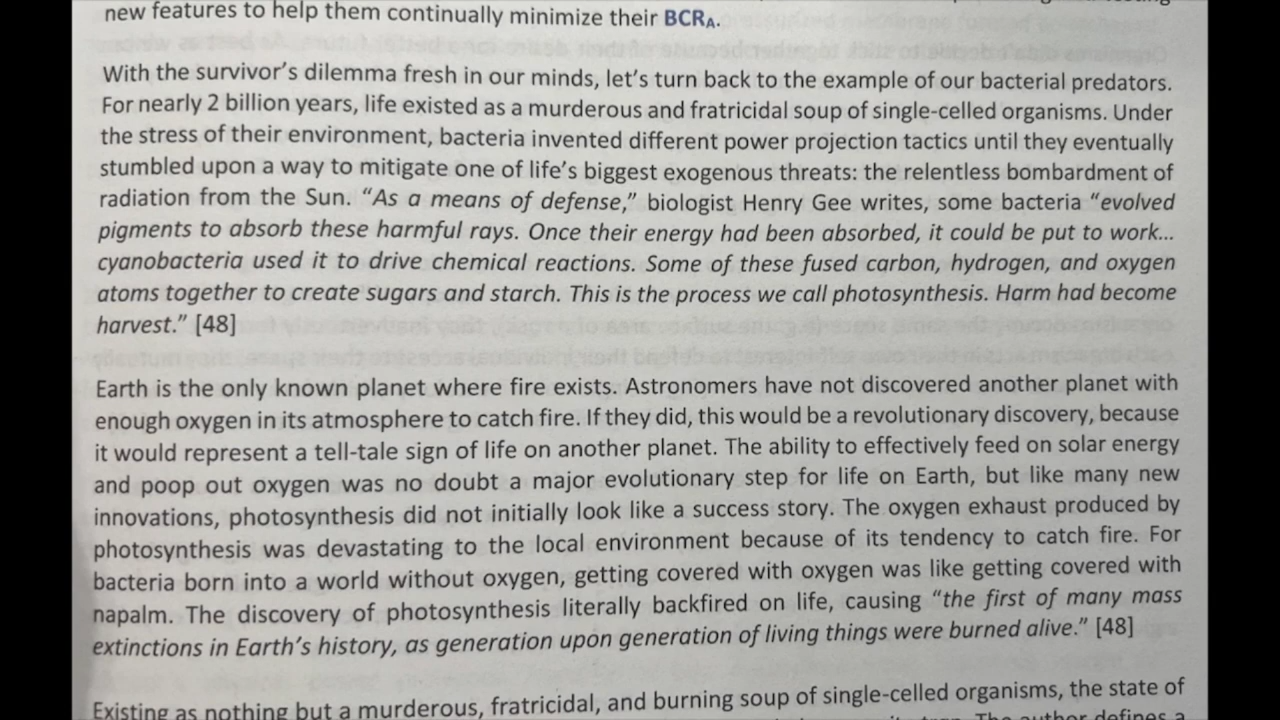 new features to help them continually minimize their BCRA.
With the survivor's dilemma fresh in our minds, let's turn back to the example of our bacterial predators.
For nearly 2 billion years, life existed as a murderous and fratricidal soup of single-celled organisms. Under
the stress of their environment, bacteria invented different power projection tactics until they eventually
stumbled upon a way to mitigate one of life's biggest exogenous threats: the relentless bombardment of
radiation from the Sun. “As a means of defense,” biologist Henry Gee writes, some bacteria “evolved
pigments to absorb these harmful rays. Once their energy had been absorbed, it could be put to work...
cyanobacteria used it to drive chemical reactions. Some of these fused carbon, hydrogen, and oxygen
atoms together to create sugars and starch. This is the process we call photosynthesis. Harm had become
harvest.” [48]
Earth is the only known planet where fire exists. Astronomers have not discovered another planet with
enough oxygen in its atmosphere to catch fire. If they did, this would be a revolutionary discovery, because
it would represent a tell-tale sign of life on another planet. The ability to effectively feed on solar energy
and poop out oxygen was no doubt a major evolutionary step for life on Earth, but like many new
innovations, photosynthesis did not initially look like a success story. The oxygen exhaust produced by
photosynthesis was devastating to the local environment because of its tendency to catch fire. For
bacteria born into a world without oxygen, getting covered with oxygen was like getting covered with
napalm. The discovery of photosynthesis literally backfired on life, causing “the first of many mass
extinctions in Earth's history, as generation upon generation of living things were burned alive.” [48]
Existing as nothing but a murderous, fratricidal, and burning soup of single-celled organisms, the state of
The author defines a